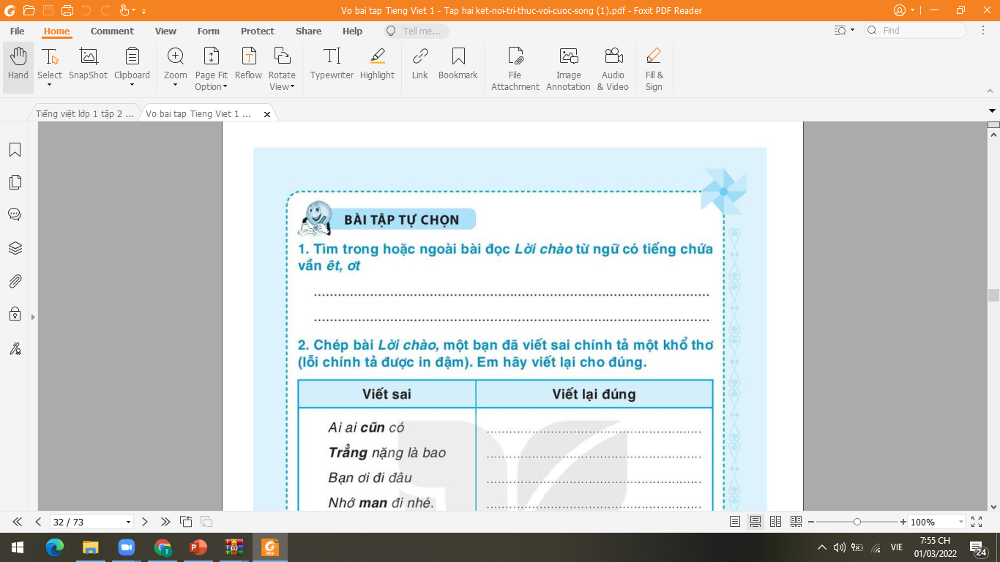 Vo bai tap Tieng Viet 1 - Tap hai ket-noi-tri-thuc-voi-cuoc-song (1).pdf - Foxit PDF Reader
File Home Comment View Form Protect Share Help Tell me... Find
Hand Select SnapShot Clipboard Zoom Page Fit Option Reflow Rotate View Typewriter Highlight Link Bookmark File Attachment Image Annotation Audio & Video Fill & Sign
Tiếng việt lớp 1 tập 2 ... Vo bai tap Tieng Viet 1 ...
BÀI TẬP TỰ CHỌN
1. Tìm trong hoặc ngoài bài đọc Lời chào từ ngữ có tiếng chứa
vần êt, ơt
2. Chép bài Lời chào, một bạn đã viết sai chính tả một khổ thơ
(lỗi chính tả được in đậm). Em hãy viết lại cho đúng.
Viết sai Viết lại đúng
Ai ai cũn có
Trẳng nặng là bao
Bạn ơi đi đâu
Nhớ man đi nhé.
32 / 73 100%
VIE 7:55 CH
01/03/2022 24